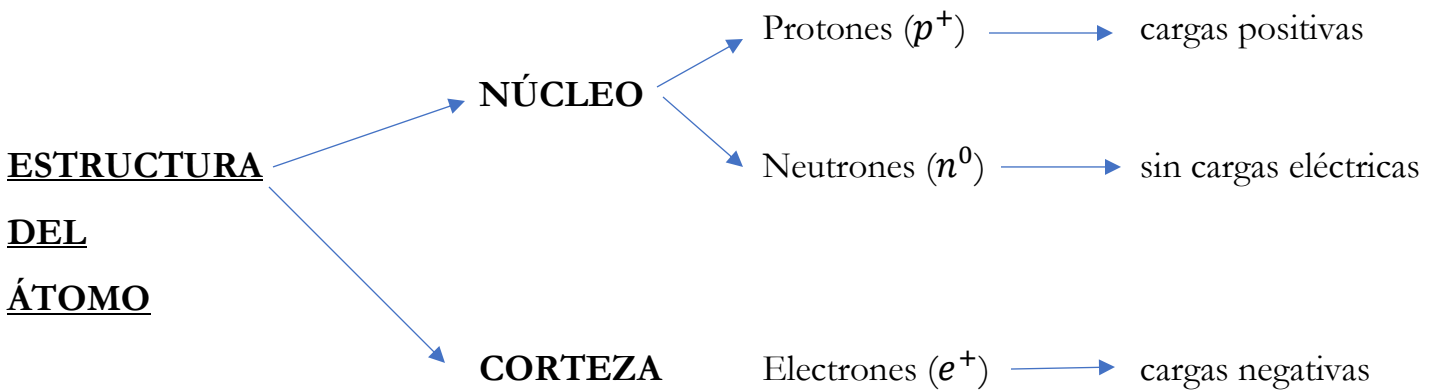 Protones (p⁺) cargas positivas
NÚCLEO
ESTRUCTURA Neutrones (n⁰) sin cargas eléctricas
DEL
ÁTOMO
CORTEZA Electrones (e⁺) cargas negativas